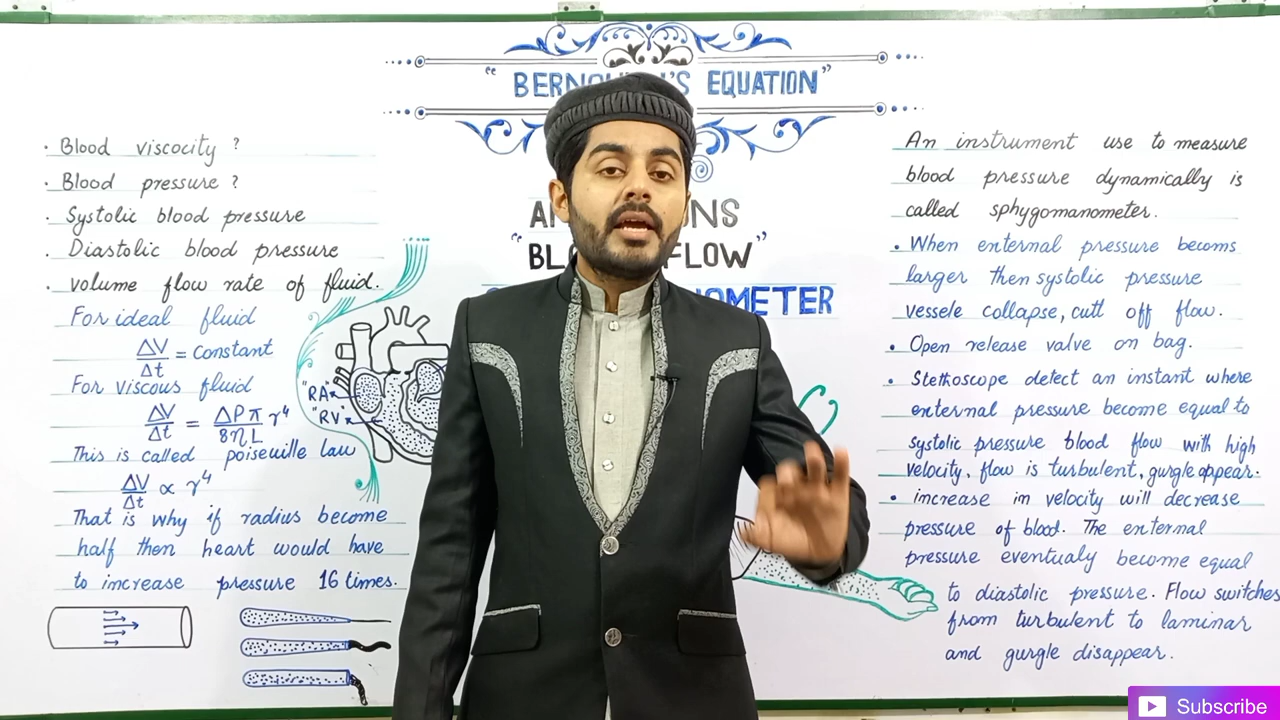 "BERNOULLI'S EQUATION"
"BLOOD FLOW"
· Blood viscocity ?
· Blood pressure ?
· Systolic blood pressure
· Diastolic blood pressure
· volume flow rate of fluid.
For ideal fluid
ΔV/Δt = constant
For viscous fluid
ΔV/Δt = ΔPπ/8ηL r⁴
This is called poiseuille law
ΔV/Δt ∝ r⁴
That is why if radius become
half then heart would have
to increase pressure 16 times.
"RA"
"RV"
An instrument use to measure
blood pressure dynamically is
called sphygomanometer.
• When enternal pressure becoms
larger then systolic pressure
vessele collapse, cutt off flow.
• Open release valve on bag.
• Stethoscope detect an instant where
enternal pressure become equal to
systolic pressure blood flow with high
velocity, flow is turbulent, gurgle appear.
• increase in velocity will decrease
pressure of blood. The enternal
pressure eventualy become equal
to diastolic pressure. Flow switches
from turbulent to laminar
and gurgle disappear.
Subscribe